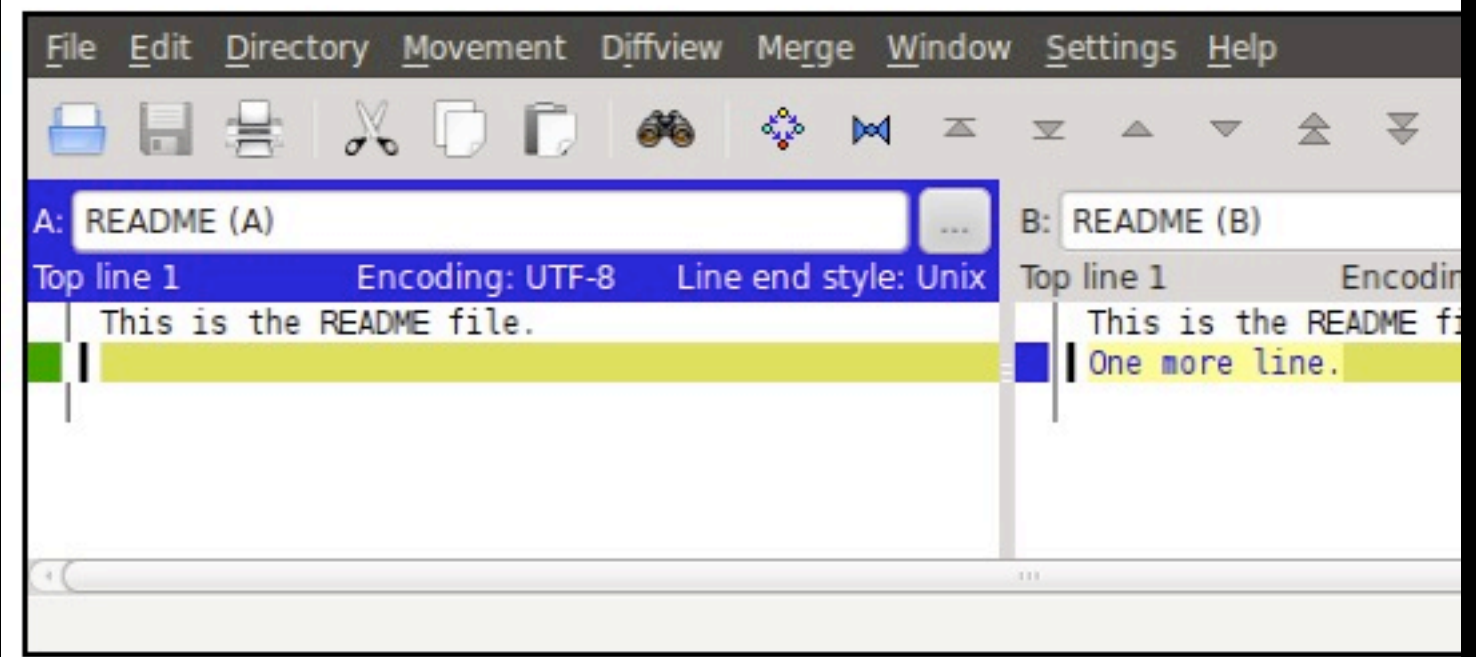 File Edit Directory Movement Diffview Merge Window Settings Help
A: README (A) ... B: README (B)
Top line 1 Encoding: UTF-8 Line end style: Unix Top line 1
This is the README file. This is the README
One more line.